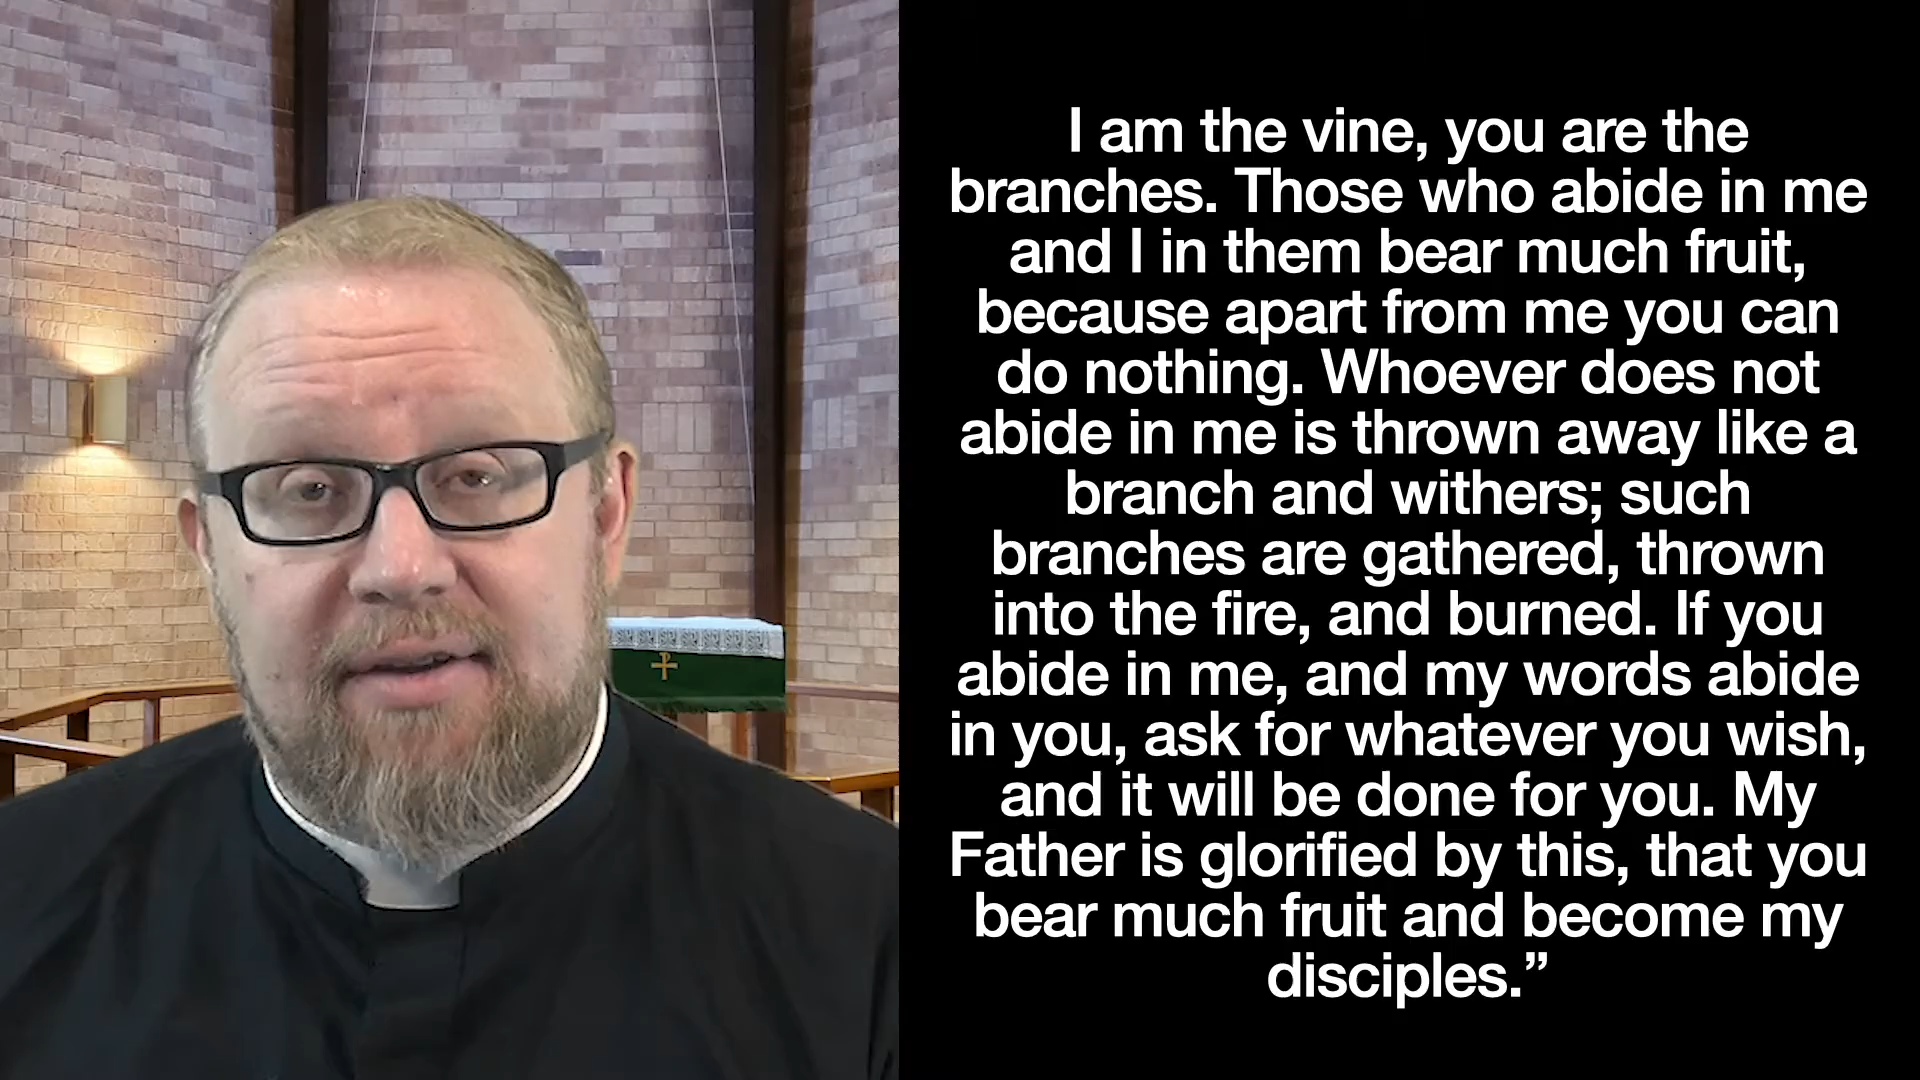 I am the vine, you are the
branches. Those who abide in me
and I in them bear much fruit,
because apart from me you can
do nothing. Whoever does not
abide in me is thrown away like a
branch and withers; such
branches are gathered, thrown
into the fire, and burned. If you
abide in me, and my words abide
in you, ask for whatever you wish,
and it will be done for you. My
Father is glorified by this, that you
bear much fruit and become my
disciples.”